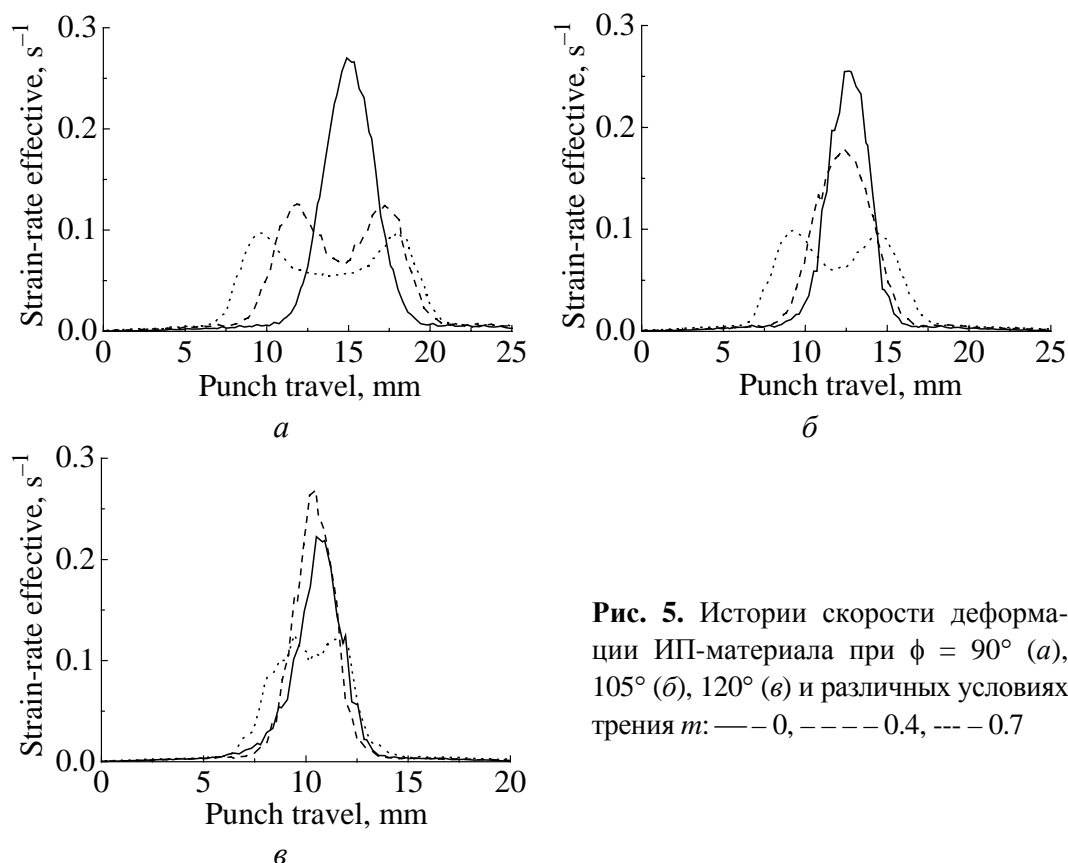 Strain-rate effective, s⁻¹
0.3
0.2
0.1
0.0
0 5 10 15 20 25
Punch travel, mm
а
Strain-rate effective, s⁻¹
0.3
0.2
0.1
0.0
0 5 10 15 20 25
Punch travel, mm
б
Strain-rate effective, s⁻¹
0.3
0.2
0.1
0.0
0 5 10 15 20
Punch travel, mm
в
Рис. 5. Истории скорости деформа-
ции ИП-материала при ϕ = 90° (а),
105° (б), 120° (в) и различных условиях
трения m: —– – 0, – – – – 0.4, --- – 0.7